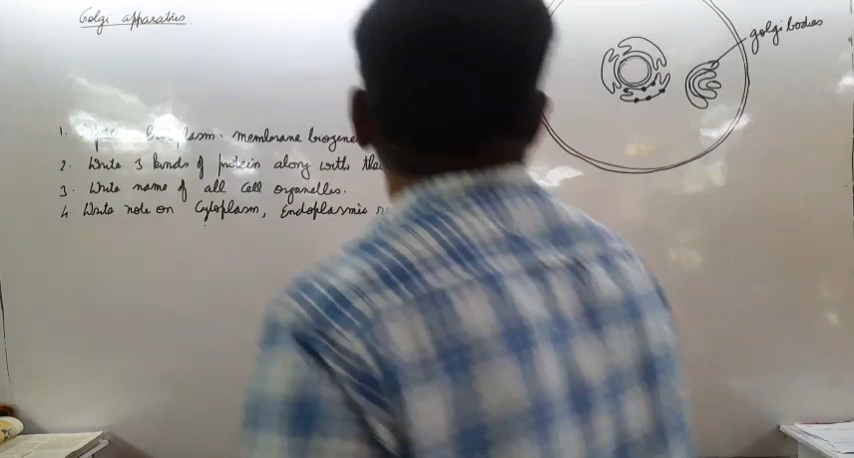 Golgi apparatus
golgi bodies
1. plasm. membrane biogene
2. Write 3 kinds of protein along with
3. Write name of all cell organelles.
4. Write note on Cytoplasm, Endoplasmic